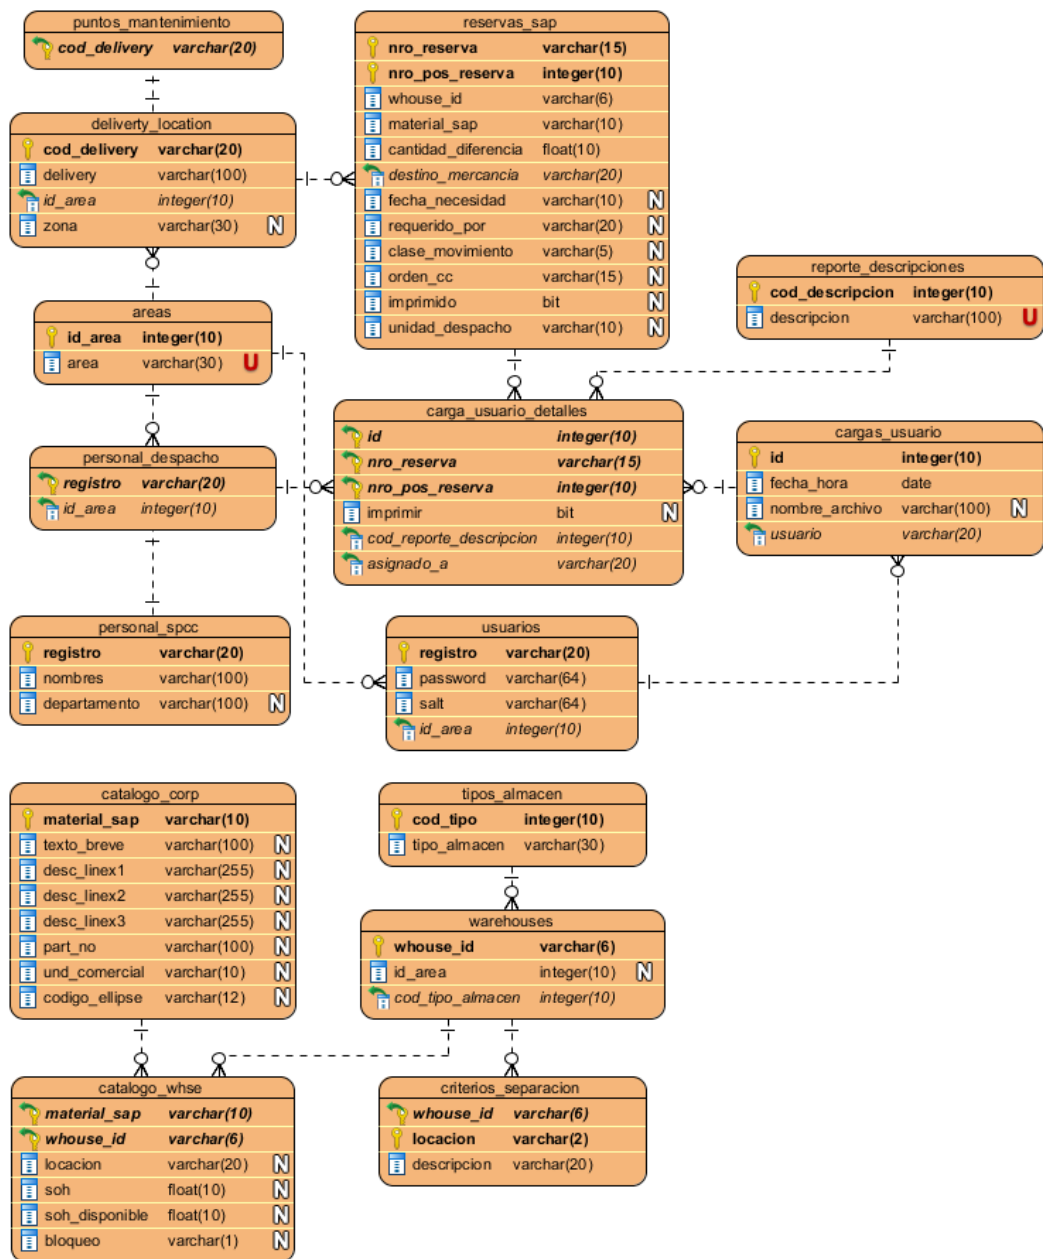 puntos_mantenimiento
cod_delivery varchar(20)
deliverty_location
cod_delivery varchar(20)
delivery varchar(100)
id_area integer(10)
zona varchar(30) N
areas
id_area integer(10)
area varchar(30) U
personal_despacho
registro varchar(20)
id_area integer(10)
personal_spcc
registro varchar(20)
nombres varchar(100)
departamento varchar(100) N
reservas_sap
nro_reserva varchar(15)
nro_pos_reserva integer(10)
whouse_id varchar(6)
material_sap varchar(10)
cantidad_diferencia float(10)
destino_mercancia varchar(20)
fecha_necesidad varchar(10) N
requerido_por varchar(20) N
clase_movimiento varchar(5) N
orden_cc varchar(15) N
imprimido bit N
unidad_despacho varchar(10) N
reporte_descripciones
cod_descripcion integer(10)
descripcion varchar(100) U
carga_usuario_detalles
id integer(10)
nro_reserva varchar(15)
nro_pos_reserva integer(10)
imprimir bit N
cod_reporte_descripcion integer(10)
asignado_a varchar(20)
cargas_usuario
id integer(10)
fecha_hora date
nombre_archivo varchar(100) N
usuario varchar(20)
usuarios
registro varchar(20)
password varchar(64)
salt varchar(64)
id_area integer(10)
catalogo_corp
material_sap varchar(10)
texto_breve varchar(100) N
desc_linex1 varchar(255) N
desc_linex2 varchar(255) N
desc_linex3 varchar(255) N
part_no varchar(100) N
und_comercial varchar(10) N
codigo_ellipse varchar(12) N
tipos_almacen
cod_tipo integer(10)
tipo_almacen varchar(30)
warehouses
whouse_id varchar(6)
id_area integer(10) N
cod_tipo_almacen integer(10)
catalogo_whse
material_sap varchar(10)
whouse_id varchar(6)
locacion varchar(20) N
soh float(10) N
soh_disponible float(10) N
bloqueo varchar(1) N
criterios_separacion
whouse_id varchar(6)
locacion varchar(2)
descripcion varchar(20)